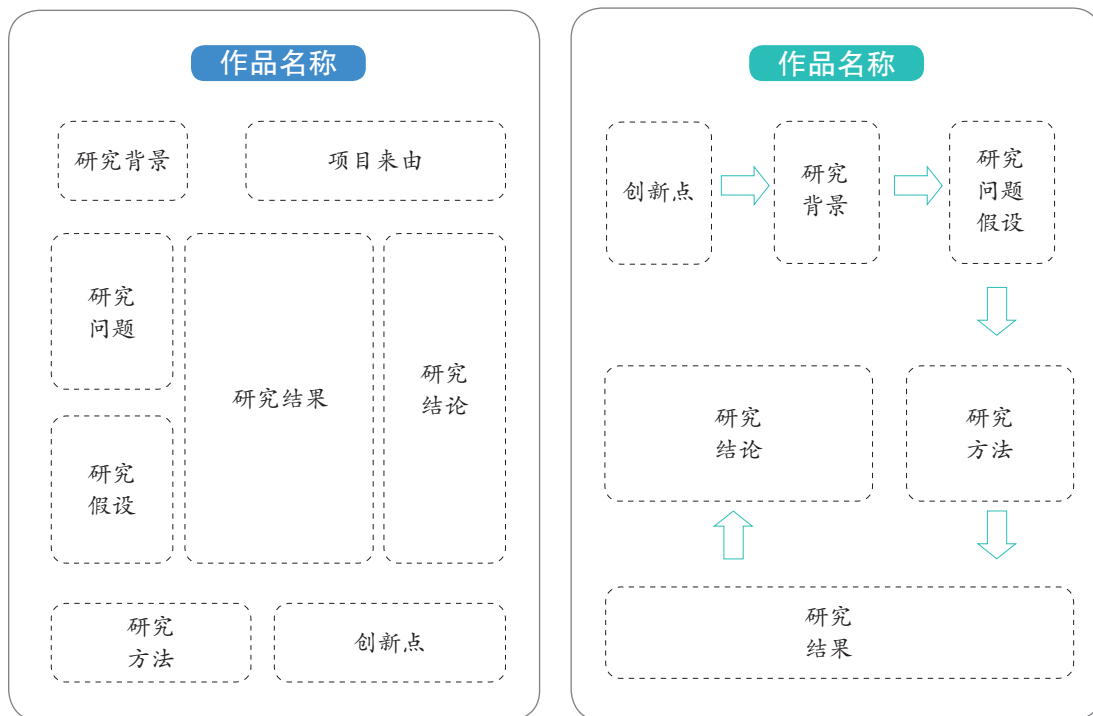 作品名称
研究背景
项目来由
研究
问题
研究
假设
研究结果
研究
结论
研究
方法
创新点
作品名称
创新点
研究
背景
研究
问题
假设
研究
方法
研究
结果
研究
结论